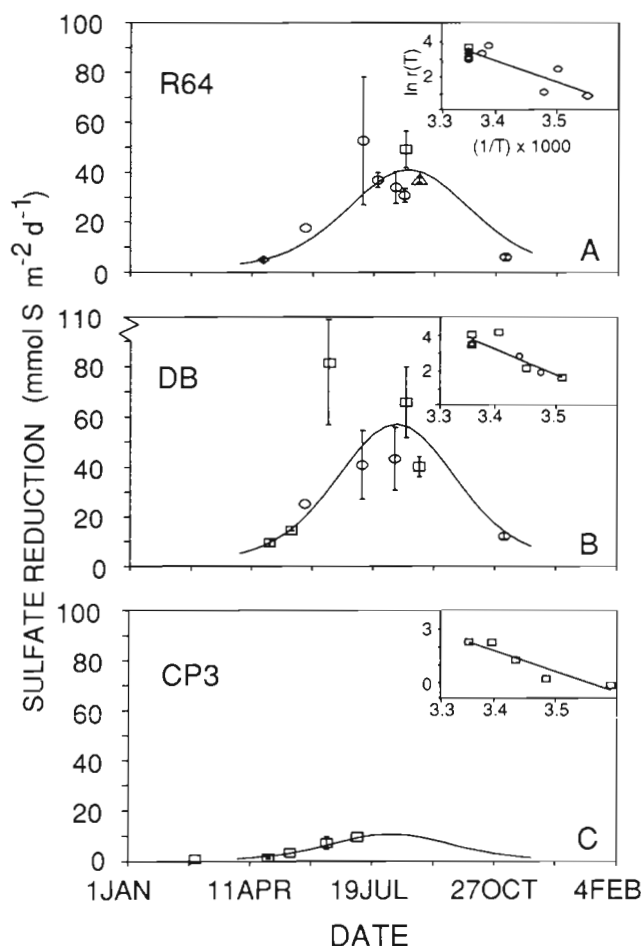 SULFATE REDUCTION (mmol S m⁻² d⁻¹)
100
80
60
40
20
0
R64
A
ln r(T)
4
2
3.3 3.4 3.5
(1/T) x 1000
110
80
60
40
20
0
DB
B
4
2
3.3 3.4 3.5
100
80
60
40
20
0
CP3
C
3
0
3.3 3.4 3.5
1JAN 11APR 19JUL 27OCT 4FEB
DATE